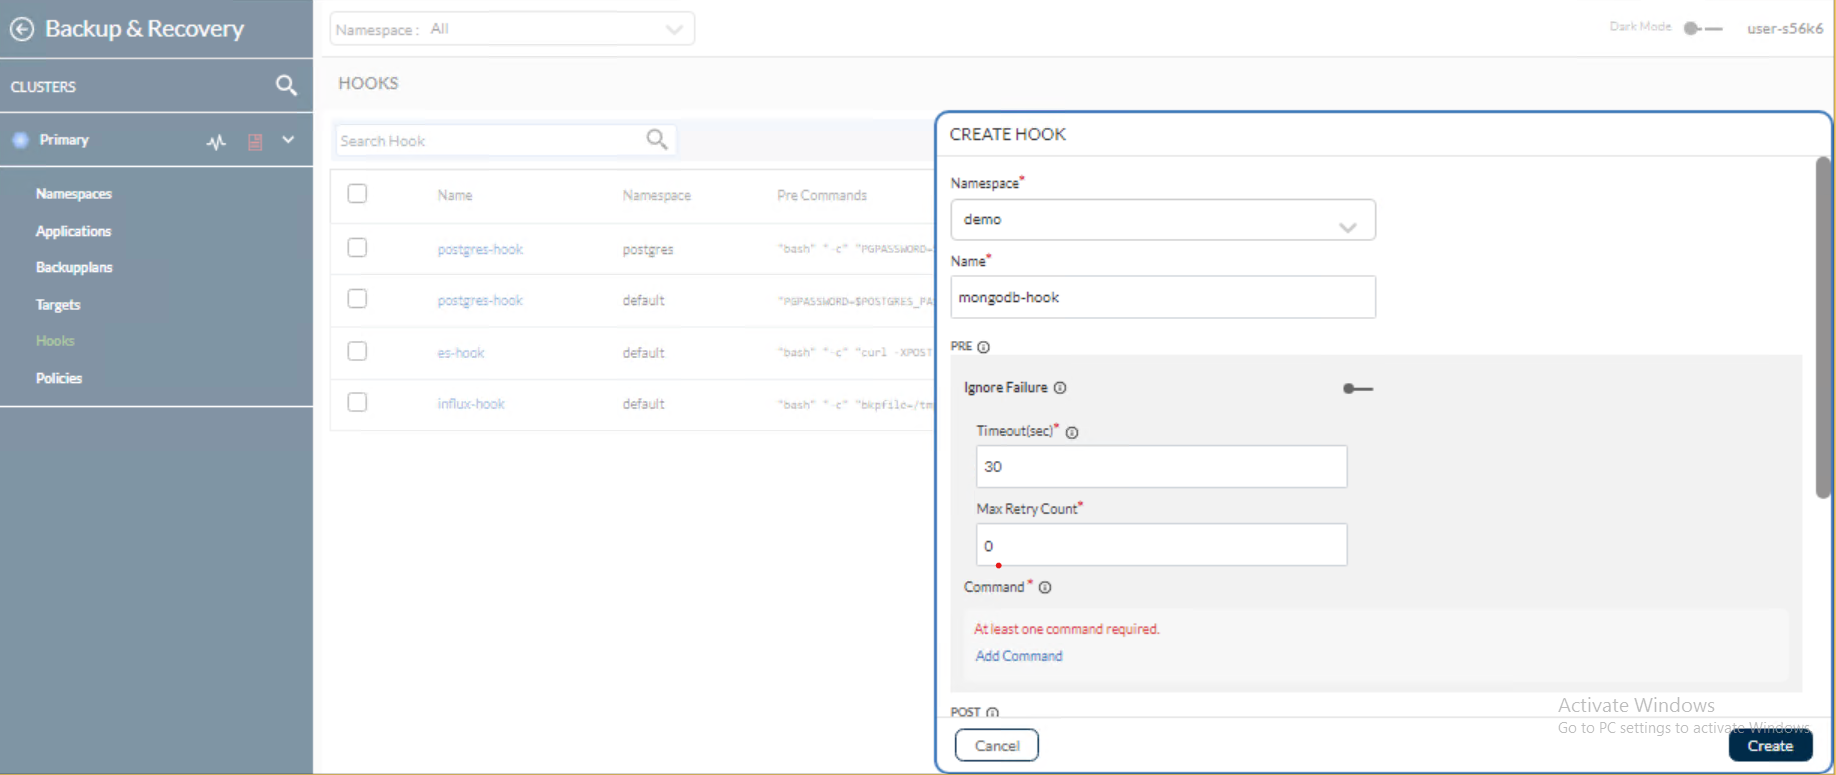 Backup & Recovery
Namespace : All
Dark Mode
user-s56k6
CLUSTERS
HOOKS
Primary
Search Hook
Namespaces
Applications
Backupplans
Targets
Hooks
Policies
Name Namespace Pre Commands
postgres-hook postgres "bash" "-c" "PGPASSWORD=
postgres-hook default "PGPASSWORD=$POSTGRES_PA
es-hook default "bash" "-c" "curl -XPOST
influx-hook default "bash" "-c" "bkpfile=/tm
CREATE HOOK
Namespace*
demo
Name*
mongodb-hook
PRE
Ignore Failure
Timeout(sec)*
30
Max Retry Count*
0
Command *
At least one command required.
Add Command
POST
Activate Windows
Go to PC settings to activate Windows.
Cancel
Create